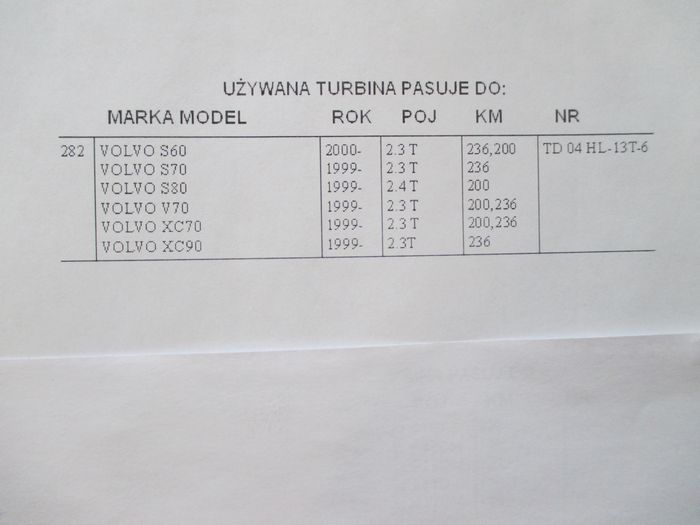 UŻYWANA TURBINA PASUJE DO:
MARKA MODEL ROK POJ KM NR
282 VOLVO S60 2000- 2.3 T 236,200 TD 04 HL-13T-6
VOLVO S70 1999- 2.3 T 236
VOLVO S80 1999- 2.4 T 200
VOLVO V70 1999- 2.3 T 200,236
VOLVO XC70 1999- 2.3 T 200,236
VOLVO XC90 1999- 2.3T 236